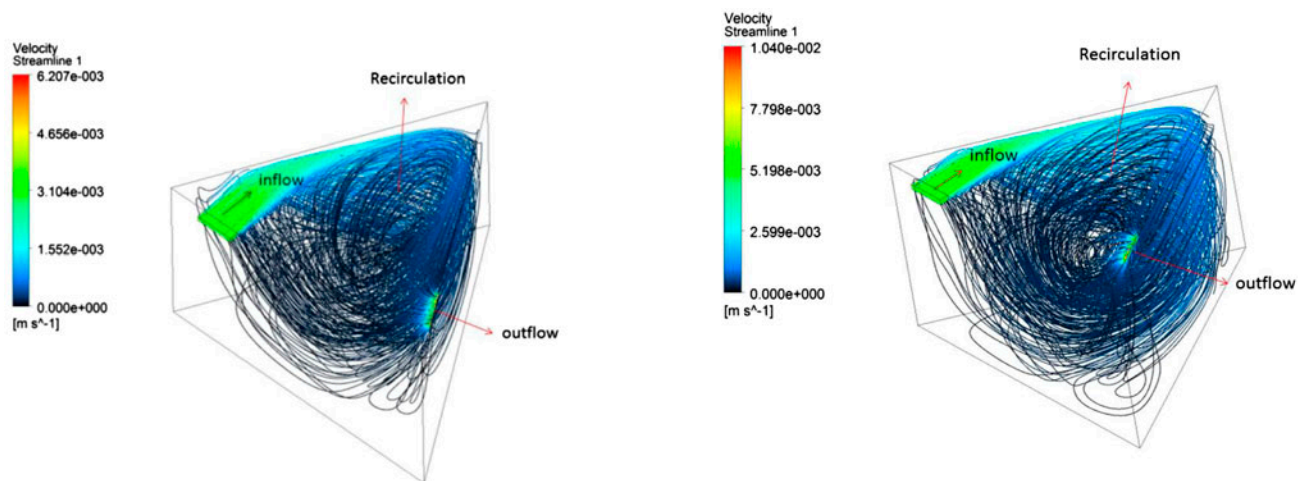 Velocity
Streamline 1
6.207e-003
4.656e-003
3.104e-003
1.552e-003
0.000e+000
[m s^-1]
Recirculation
inflow
outflow
Velocity
Streamline 1
1.040e-002
7.798e-003
5.198e-003
2.599e-003
0.000e+000
[m s^-1]
Recirculation
inflow
outflow